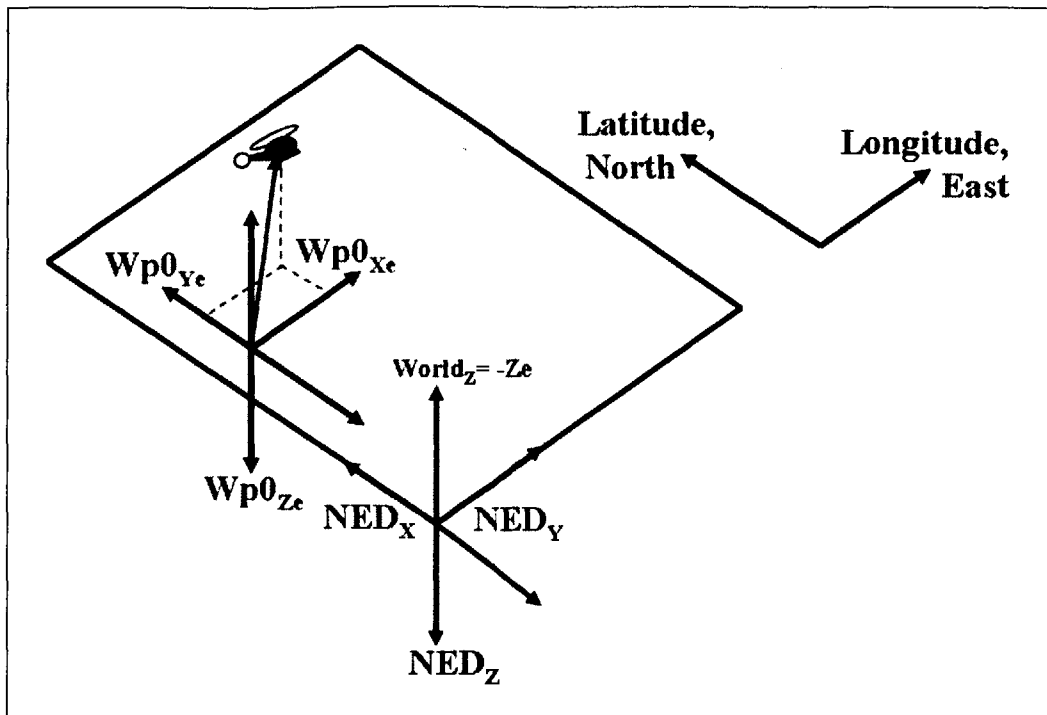 Latitude,
North
Longitude,
East
Wp0Ye
Wp0Xe
Worldz= -Ze
Wp0Ze
NEDX
NEDY
NEDZ